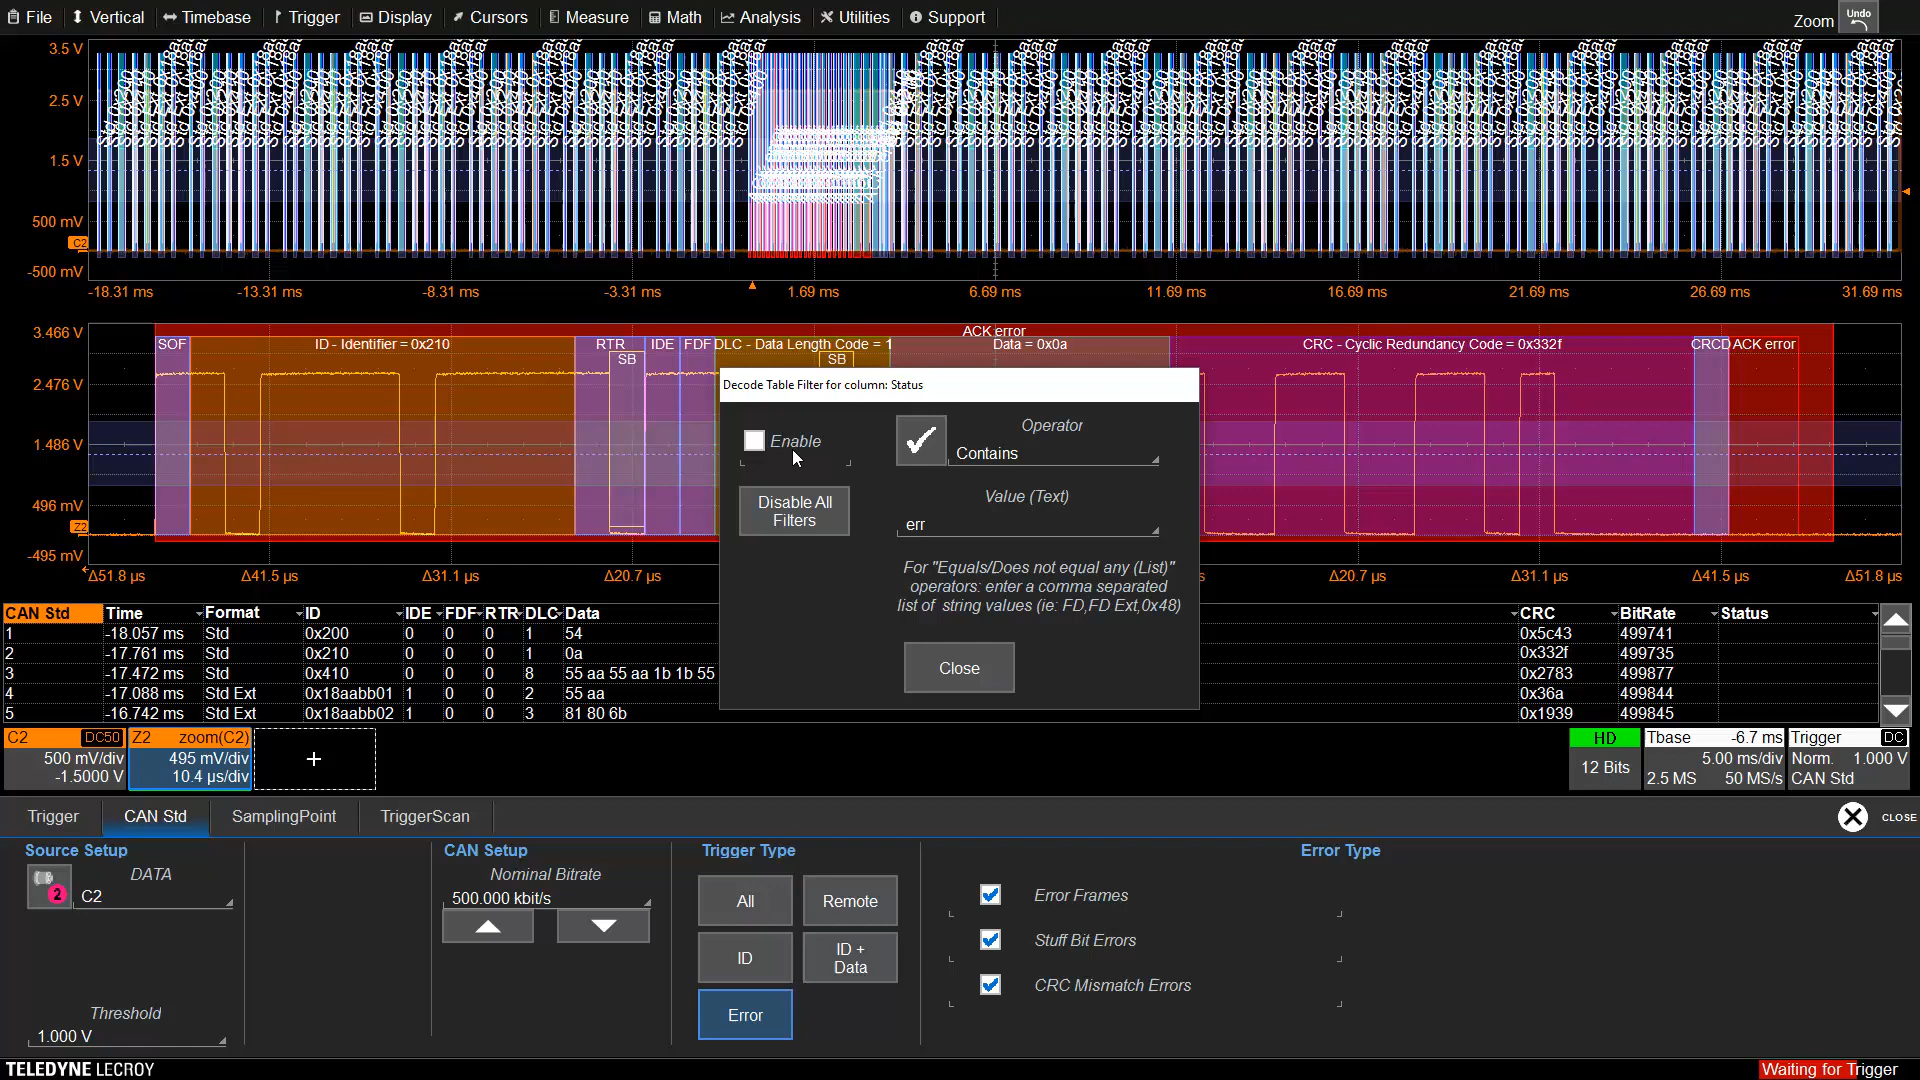 File Vertical Timebase Trigger Display Cursors Measure Math Analysis Utilities Support
Zoom Undo
3.5 V
2.5 V
1.5 V
500 mV
C2
-500 mV
-18.31 ms -13.31 ms -8.31 ms -3.31 ms 1.69 ms 6.69 ms 11.69 ms 16.69 ms 21.69 ms 26.69 ms 31.69 ms
3.466 V
ACK error
SOF ID - Identifier = 0x210 RTR IDE FDF DLC - Data Length Code = 1 Data = 0x0a CRC - Cyclic Redundancy Code = 0x332f CRCD ACK error
SB SB
2.476 V
1.486 V
496 mV
Z2
-495 mV
Δ51.8 µs Δ41.5 µs Δ31.1 µs Δ20.7 µs Δ20.7 µs Δ31.1 µs Δ41.5 µs Δ51.8 µs
Decode Table Filter for column: Status
Enable
Operator
Contains
Disable All
Filters
Value (Text)
err
For "Equals/Does not equal any (List)"
operators: enter a comma separated
list of string values (ie: FD,FD Ext,0x48)
Close
CAN Std Time Format ID IDE FDF RTR DLC Data CRC BitRate Status
1 -18.057 ms Std 0x200 0 0 0 1 54 0x5c43 499741
2 -17.761 ms Std 0x210 0 0 0 1 0a 0x332f 499735
3 -17.472 ms Std 0x410 0 0 0 8 55 aa 55 aa 1b 1b 55 0x2783 499877
4 -17.088 ms Std Ext 0x18aabb01 1 0 0 2 55 aa 0x36a 499844
5 -16.742 ms Std Ext 0x18aabb02 1 0 0 3 81 80 6b 0x1939 499845
C2 DC50
500 mV/div
-1.5000 V
Z2 zoom(C2)
495 mV/div
10.4 µs/div
+
HD
12 Bits
Tbase -6.7 ms
5.00 ms/div
2.5 MS 50 MS/s
Trigger DC
Norm. 1.000 V
CAN Std
Trigger CAN Std SamplingPoint TriggerScan CLOSE
Source Setup
DATA
2 C2
Threshold
1.000 V
CAN Setup
Nominal Bitrate
500.000 kbit/s
Trigger Type
All Remote
ID ID +
Data
Error
Error Type
Error Frames
Stuff Bit Errors
CRC Mismatch Errors
TELEDYNE LECROY
Waiting for Trigger